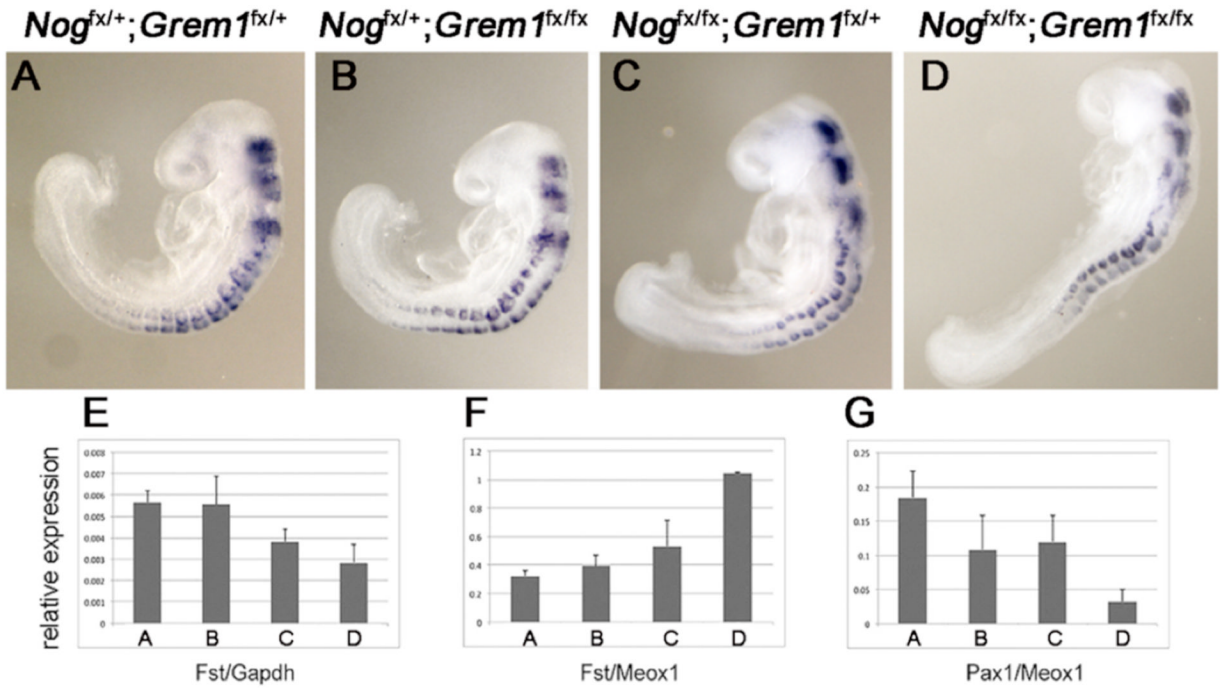 Nogfx/+;Grem1fx/+ Nogfx/+;Grem1fx/fx Nogfx/fx;Grem1fx/+ Nogfx/fx;Grem1fx/fx
A B C D
E F G
relative expression
0.008
0.007
0.006
0.005
0.004
0.003
0.002
0.001
0
A B C D
Fst/Gapdh
1.2
1
0.8
0.6
0.4
0.2
0
A B C D
Fst/Meox1
0.25
0.2
0.15
0.1
0.05
0
A B C D
Pax1/Meox1